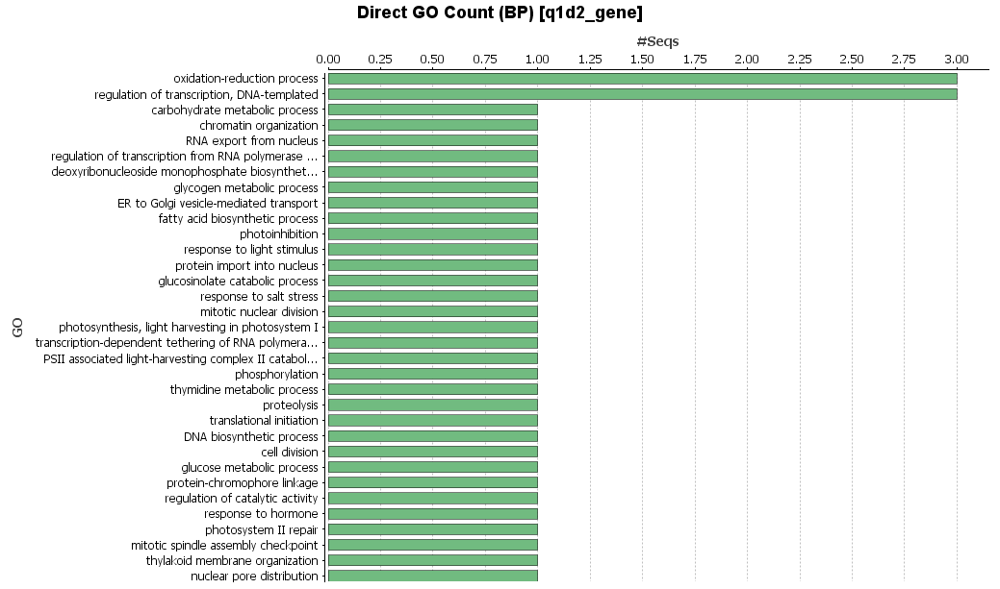 Direct GO Count (BP) [q1d2_gene]
#Seqs
0.00 0.25 0.50 0.75 1.00 1.25 1.50 1.75 2.00 2.25 2.50 2.75 3.00
GO
oxidation-reduction process
regulation of transcription, DNA-templated
carbohydrate metabolic process
chromatin organization
RNA export from nucleus
regulation of transcription from RNA polymerase ...
deoxyribonucleoside monophosphate biosynthet...
glycogen metabolic process
ER to Golgi vesicle-mediated transport
fatty acid biosynthetic process
photoinhibition
response to light stimulus
protein import into nucleus
glucosinolate catabolic process
response to salt stress
mitotic nuclear division
photosynthesis, light harvesting in photosystem I
transcription-dependent tethering of RNA polymera...
PSII associated light-harvesting complex II catabol...
phosphorylation
thymidine metabolic process
proteolysis
translational initiation
DNA biosynthetic process
cell division
glucose metabolic process
protein-chromophore linkage
regulation of catalytic activity
response to hormone
photosystem II repair
mitotic spindle assembly checkpoint
thylakoid membrane organization
nuclear pore distribution